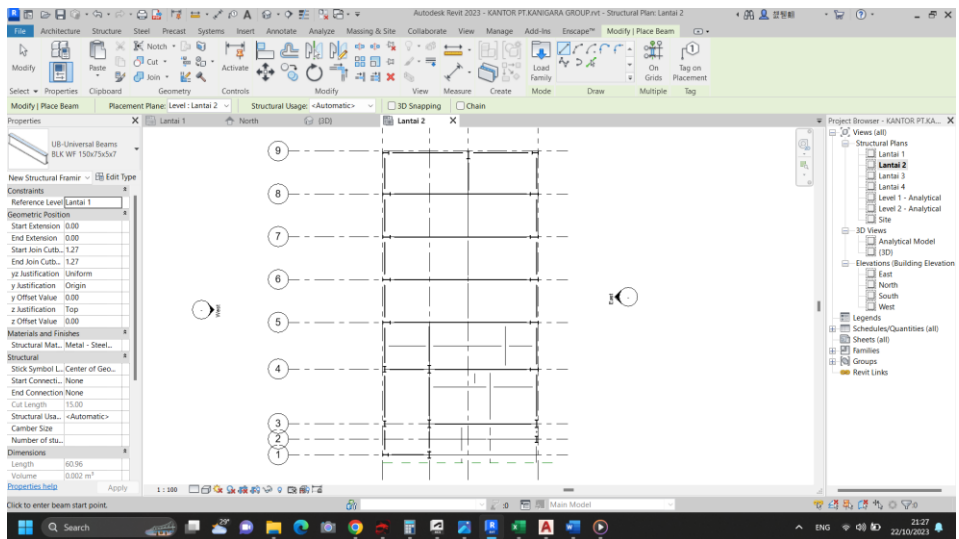 Autodesk Revit 2023 - KANTOR PT.KANIGARA GROUP.rvt - Structural Plan: Lantai 2
File Architecture Structure Steel Precast Systems Insert Annotate Analyze Massing & Site Collaborate View Manage Add-Ins Enscape™ Modify | Place Beam
Modify
Paste
Notch
Cut
Join
Activate
Load
Family
On
Grids
Tag on
Placement
Select Properties Clipboard Geometry Controls Modify View Measure Create Mode Draw Multiple Tag
Modify | Place Beam Placement Plane: Level : Lantai 2 Structural Usage: <Automatic> 3D Snapping Chain
Properties X
Lantai 1 North {3D} Lantai 2 X
Project Browser - KANTOR PT.KA... X
UB-Universal Beams
BLK WF 150x75x5x7
New Structural Framir Edit Type
Constraints
Reference Level Lantai 1
Geometric Position
Start Extension 0.00
End Extension 0.00
Start Join Cutb... 1.27
End Join Cutb... 1.27
yz Justification Uniform
y Justification Origin
y Offset Value 0.00
z Justification Top
z Offset Value 0.00
Materials and Finishes
Structural Mat... Metal - Steel...
Structural
Stick Symbol L... Center of Geo...
Start Connecti... None
End Connection None
Cut Length 15.00
Structural Usa... <Automatic>
Camber Size
Number of stu...
Dimensions
Length 60.96
Volume 0.002 m³
Properties help Apply
9
8
7
6
5
4
3
2
1
West
East
Views (all)
Structural Plans
Lantai 1
Lantai 2
Lantai 3
Lantai 4
Level 1 - Analytical
Level 2 - Analytical
Site
3D Views
Analytical Model
{3D}
Elevations (Building Elevation
East
North
South
West
Legends
Schedules/Quantities (all)
Sheets (all)
Families
Groups
Revit Links
1 : 100
Click to enter beam start point. :0 Main Model :0
Search 29° ENG 21:27
22/10/2023